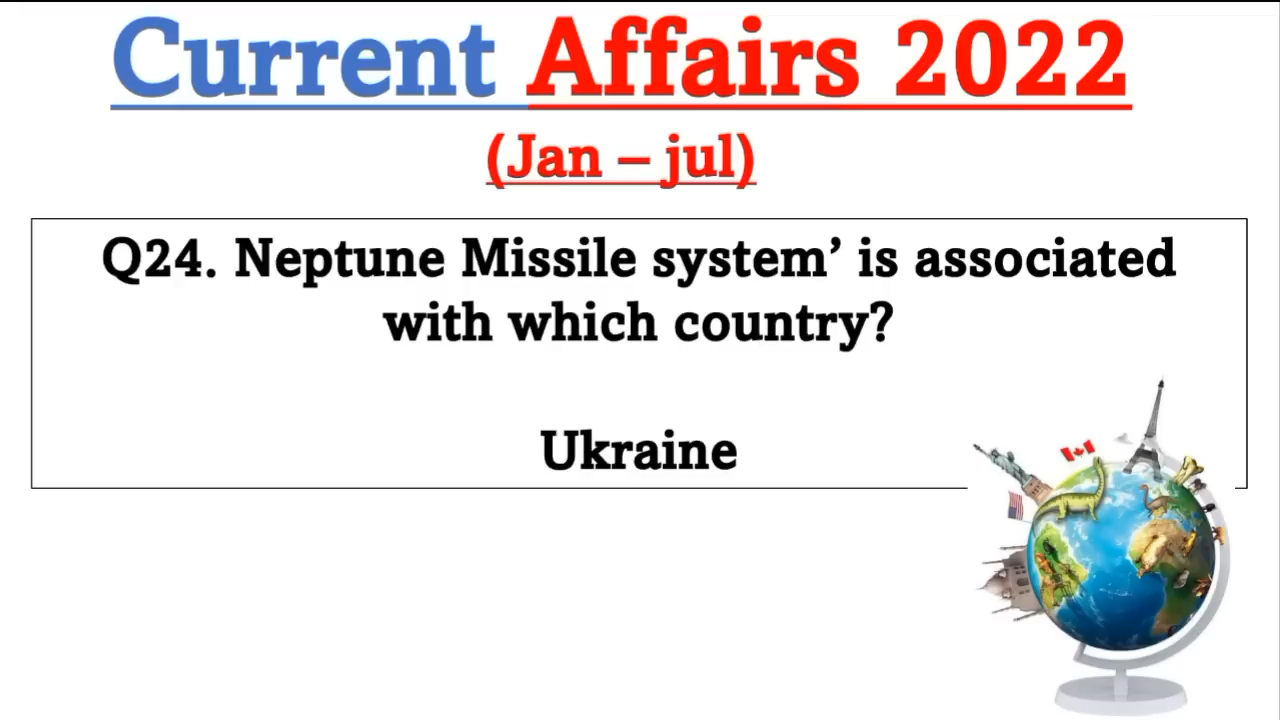 Current Affairs 2022
(Jan – jul)
Q24. Neptune Missile system’ is associated
with which country?
Ukraine